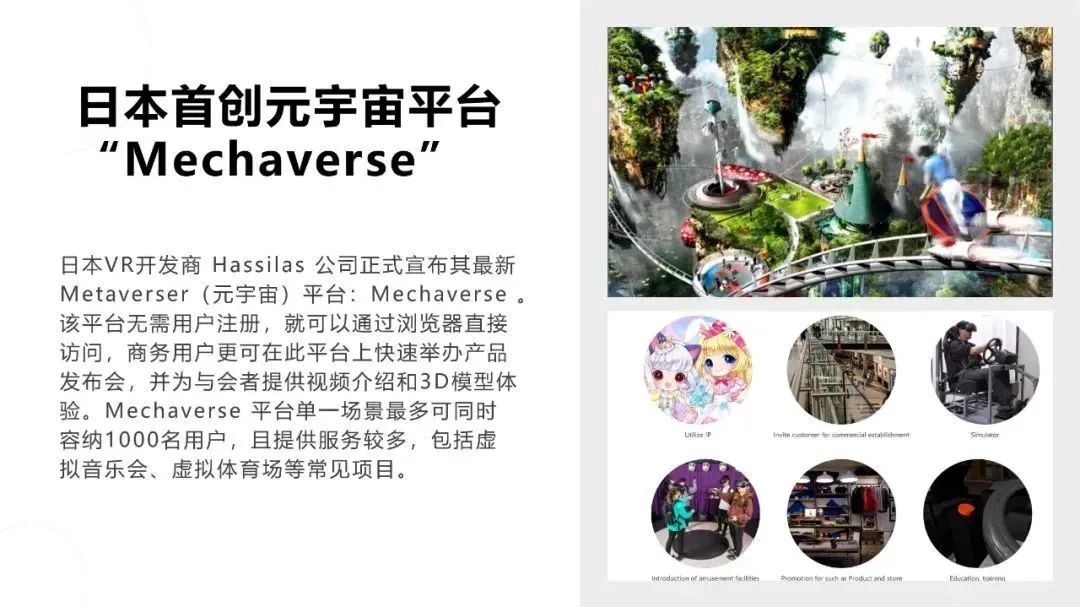 日本首创元宇宙平台
“Mechaverse”
日本VR开发商 Hassilas 公司正式宣布其最新
Metaverser（元宇宙）平台：Mechaverse 。
该平台无需用户注册，就可以通过浏览器直接
访问，商务用户更可在此平台上快速举办产品
发布会，并为与会者提供视频介绍和3D模型体
验。Mechaverse 平台单一场景最多可同时
容纳1000名用户，且提供服务较多，包括虚
拟音乐会、虚拟体育场等常见项目。
Utilize IP
Invite customer for commercial establishment
Simulator
Introduction of amusement facilities
Promotion for such as Product and store
Education, training